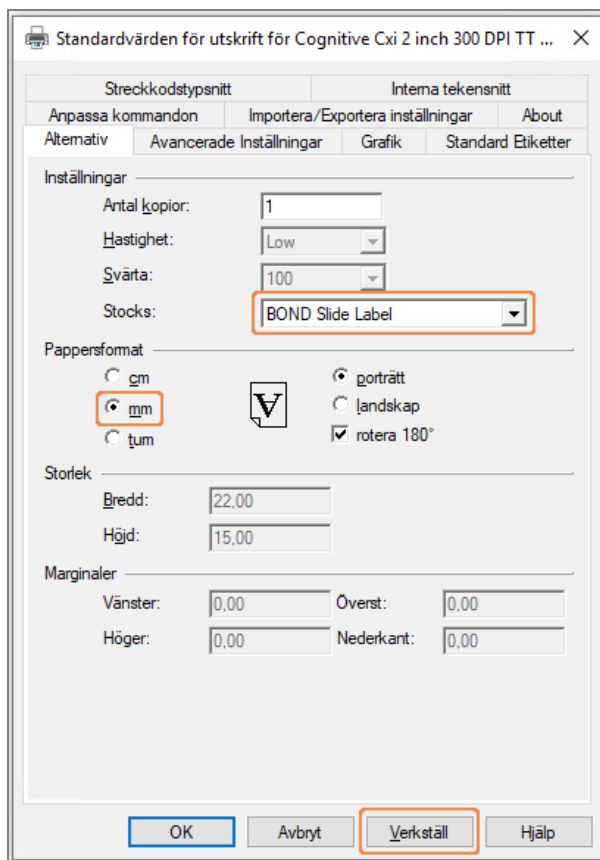 Standardvärden för utskrift för Cognitive Cxi 2 inch 300 DPI TT ...
Streckkodstypsnitt Interna tekensnitt
Anpassa kommandon Importera/Exportera inställningar About
Alternativ Avancerade Inställningar Grafik Standard Etiketter
Inställningar
Antal kopior: 1
Hastighet: Low
Svärta: 100
Stocks: BOND Slide Label
Pappersformat
cm porträtt
mm A landskap
tum rotera 180°
Storlek
Bredd: 22,00
Höjd: 15,00
Marginaler
Vänster: 0,00 Överst: 0,00
Höger: 0,00 Nederkant: 0,00
OK Avbryt Verkställ Hjälp